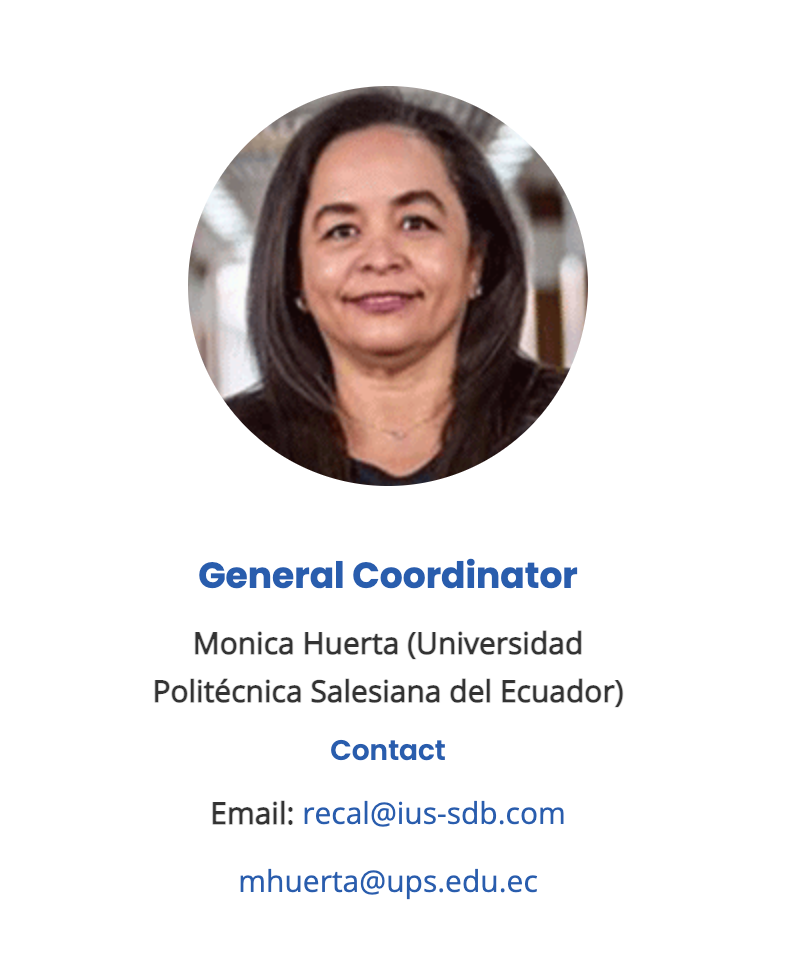 General Coordinator
Monica Huerta (Universidad
Politécnica Salesiana del Ecuador)
Contact
Email: recal@ius-sdb.com
mhuerta@ups.edu.ec